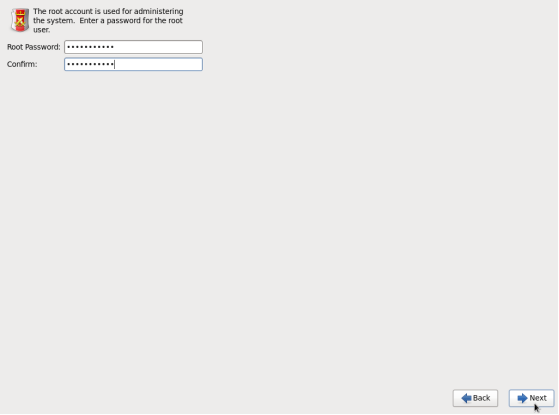 The root account is used for administering
the system.  Enter a password for the root
user.
Root Password: •••••••••••
Confirm: •••••••••••
Back
Next